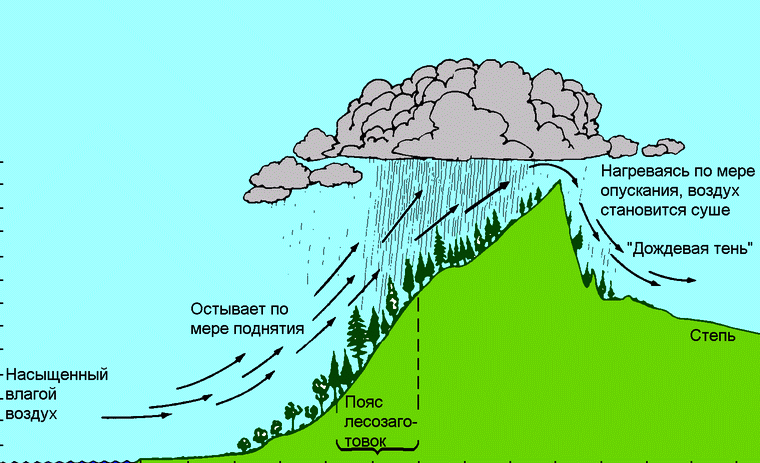 Нагреваясь по мере
опускания, воздух
становится суше
"Дождевая тень"
Остывает по
мере поднятия
Степь
Насыщенный
влагой
воздух
Пояс
лесозаго-
товок